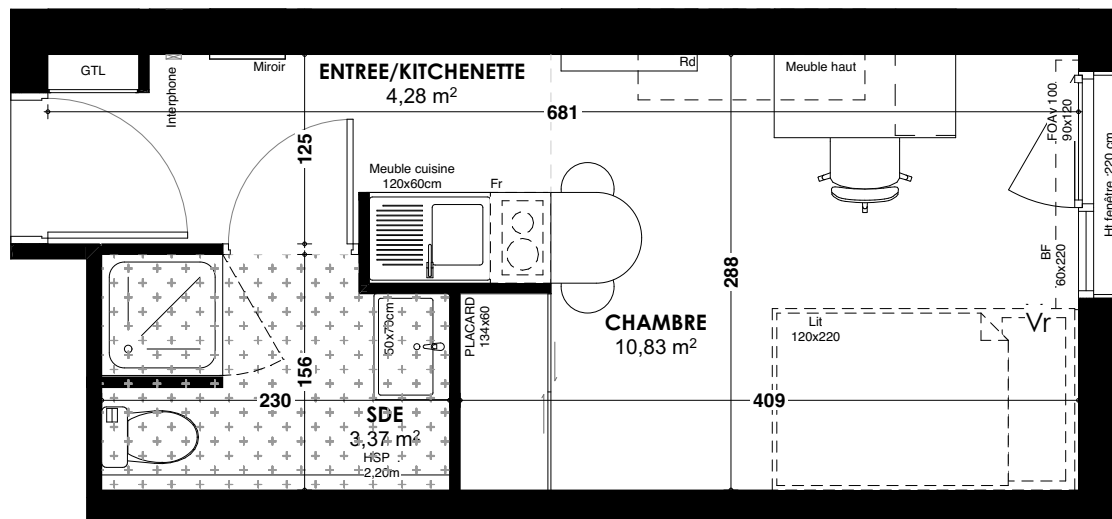 GTL
Interphone
Miroir
ENTREE/KITCHENETTE
4,28 m²
Rd
Meuble haut
681
125
FOAv 100
90x120
Ht fenêtre :220 cm
Meuble cuisine
120x60cm
Fr
288
BF
60x220
CHAMBRE
10,83 m²
Lit
120x220
Vr
PLACARD
134x60
50x70cm
156
230
409
SDE
3,37 m²
HSP :
2,20m